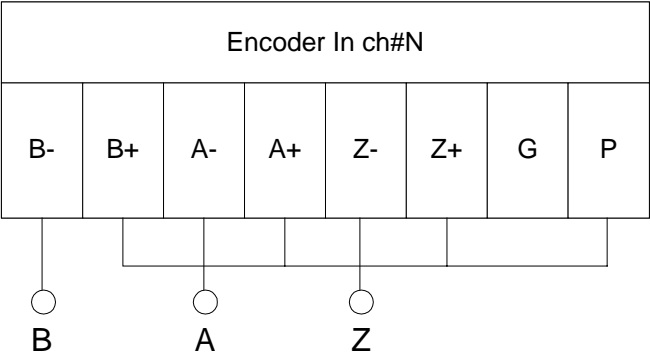 Encoder In ch#N
B- B+ A- A+ Z- Z+ G P
B A Z